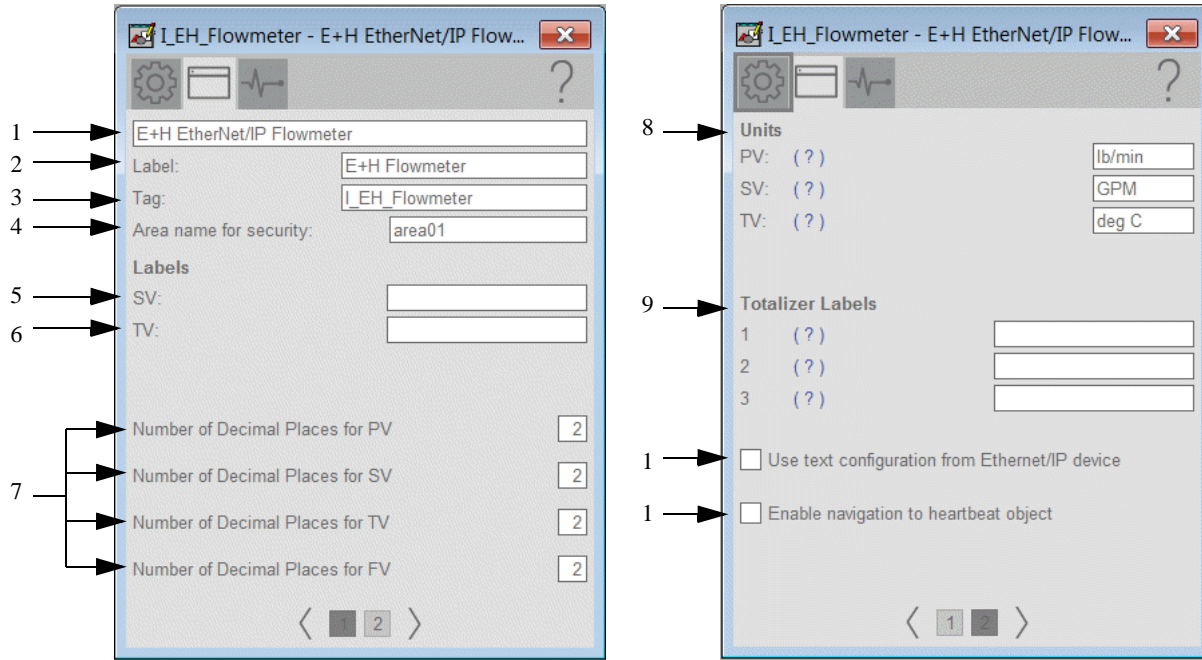 I_EH_Flowmeter - E+H EtherNet/IP Flow...
?
1
E+H EtherNet/IP Flowmeter
2
Label:
E+H Flowmeter
3
Tag:
I_EH_Flowmeter
4
Area name for security:
area01
Labels
5
SV:
6
TV:
7
Number of Decimal Places for PV
2
Number of Decimal Places for SV
2
Number of Decimal Places for TV
2
Number of Decimal Places for FV
2
1
2
I_EH_Flowmeter - E+H EtherNet/IP Flow...
?
8
Units
PV: ( ? )
lb/min
SV: ( ? )
GPM
TV: ( ? )
deg C
9
Totalizer Labels
1 ( ? )
2 ( ? )
3 ( ? )
1
Use text configuration from Ethernet/IP device
1
Enable navigation to heartbeat object
1
2